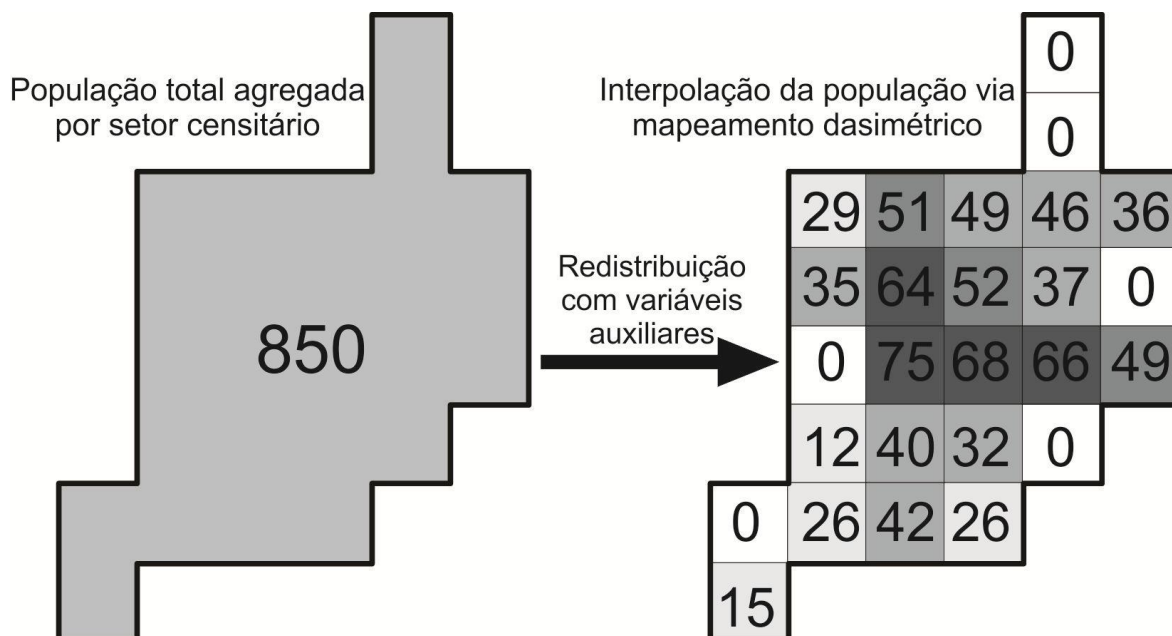 População total agregada
por setor censitário
850
Redistribuição
com variáveis
auxiliares
Interpolação da população via
mapeamento dasimétrico
0
0
29 51 49 46 36
35 64 52 37 0
0 75 68 66 49
12 40 32 0
0 26 42 26
15